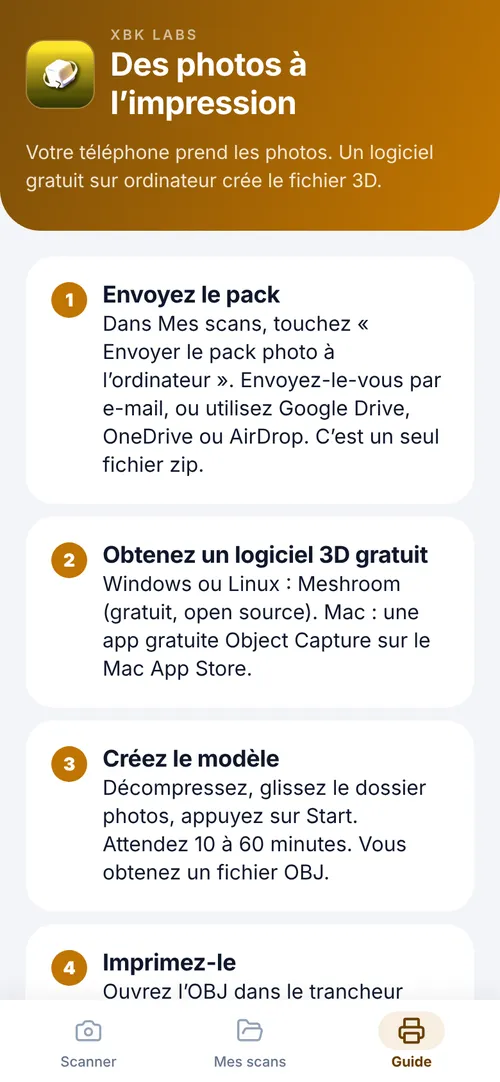 XBK LABS
Des photos à
l’impression
Votre téléphone prend les photos. Un logiciel
gratuit sur ordinateur crée le fichier 3D.
1
Envoyez le pack
Dans Mes scans, touchez «
Envoyer le pack photo à
l’ordinateur ». Envoyez-le-vous par
e-mail, ou utilisez Google Drive,
OneDrive ou AirDrop. C’est un seul
fichier zip.
2
Obtenez un logiciel 3D gratuit
Windows ou Linux : Meshroom
(gratuit, open source). Mac : une
app gratuite Object Capture sur le
Mac App Store.
3
Créez le modèle
Décompressez, glissez le dossier
photos, appuyez sur Start.
Attendez 10 à 60 minutes. Vous
obtenez un fichier OBJ.
4
Imprimez-le
Ouvrez l’OBJ dans le trancheur
Scanner
Mes scans
Guide